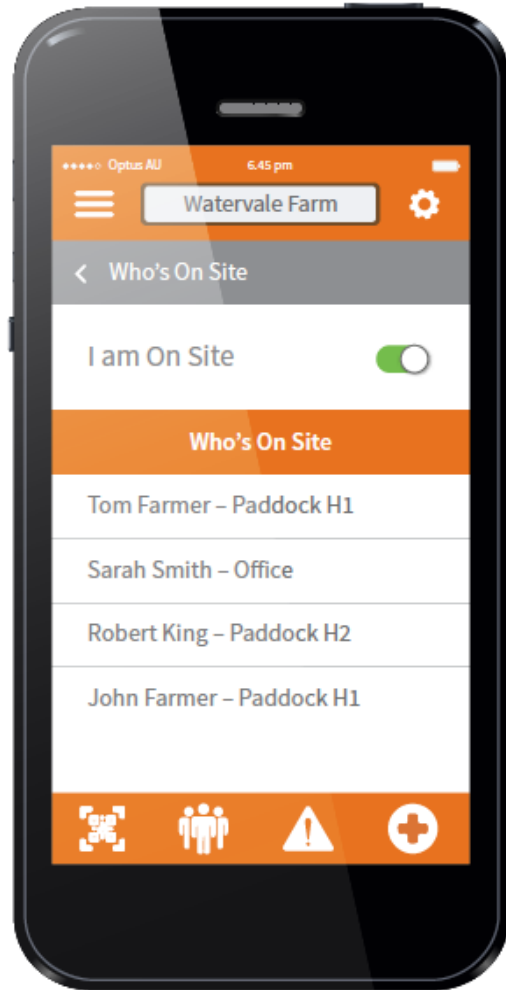 Optus AU 6.45 pm
Watervale Farm
Who's On Site
I am On Site
Who's On Site
Tom Farmer – Paddock H1
Sarah Smith – Office
Robert King – Paddock H2
John Farmer – Paddock H1